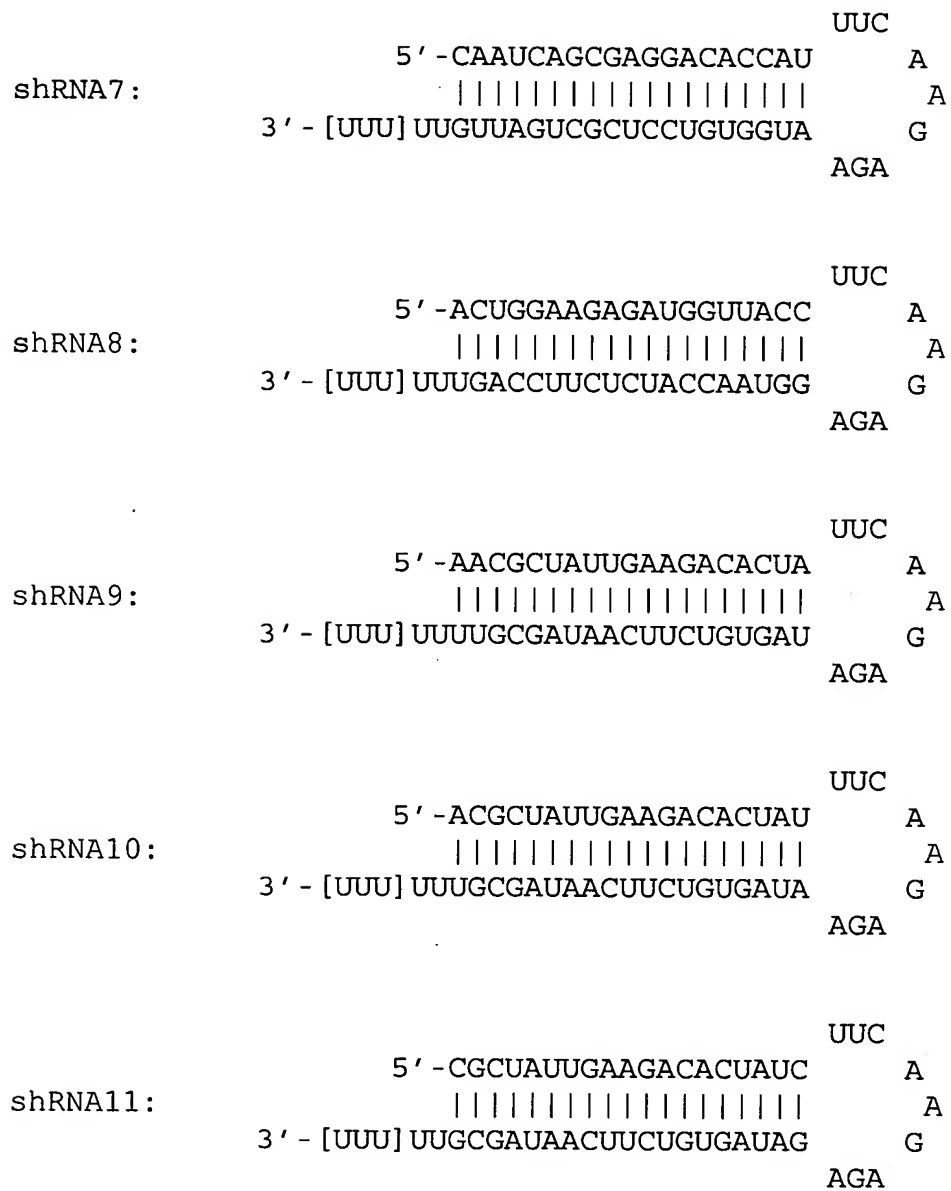 UUC
5'-CAAUCAGCGAGGACACCAU A
shRNA7: | | | | | | | | | | | | | | | | | | | A
3'-[UUU]UUGUUAGUCGCUCCUGUGGUA G
AGA
UUC
5'-ACUGGAAGAGAUGGUUACC A
shRNA8: | | | | | | | | | | | | | | | | | | | A
3'-[UUU]UUUGACCUUCUCUACCAAUGG G
AGA
UUC
5'-AACGCUAUUGAAGACACUA A
shRNA9: | | | | | | | | | | | | | | | | | | | A
3'-[UUU]UUUUGCGAUAACUUCUGUGAU G
AGA
UUC
5'-ACGCUAUUGAAGACACUAU A
shRNA10: | | | | | | | | | | | | | | | | | | | A
3'-[UUU]UUUGCGAUAACUUCUGUGAUA G
AGA
UUC
5'-CGCUAUUGAAGACACUAUC A
shRNA11: | | | | | | | | | | | | | | | | | | | A
3'-[UUU]UUGCGAUAACUUCUGUGAUAG G
AGA